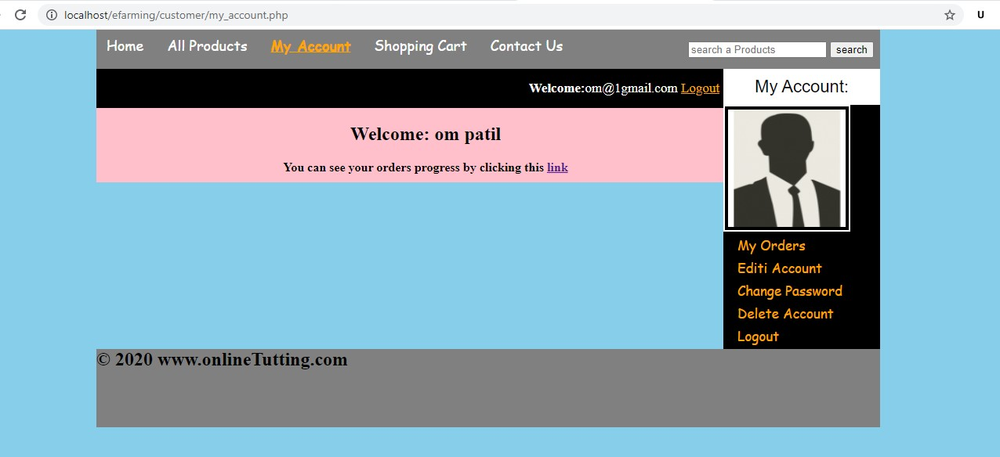 localhost/efarming/customer/my_account.php U
Home All Products My Account Shopping Cart Contact Us search a Products search
Welcome:om@1gmail.com Logout
My Account:
Welcome: om patil
You can see your orders progress by clicking this link
My Orders
Editi Account
Change Password
Delete Account
Logout
© 2020 www.onlineTutting.com